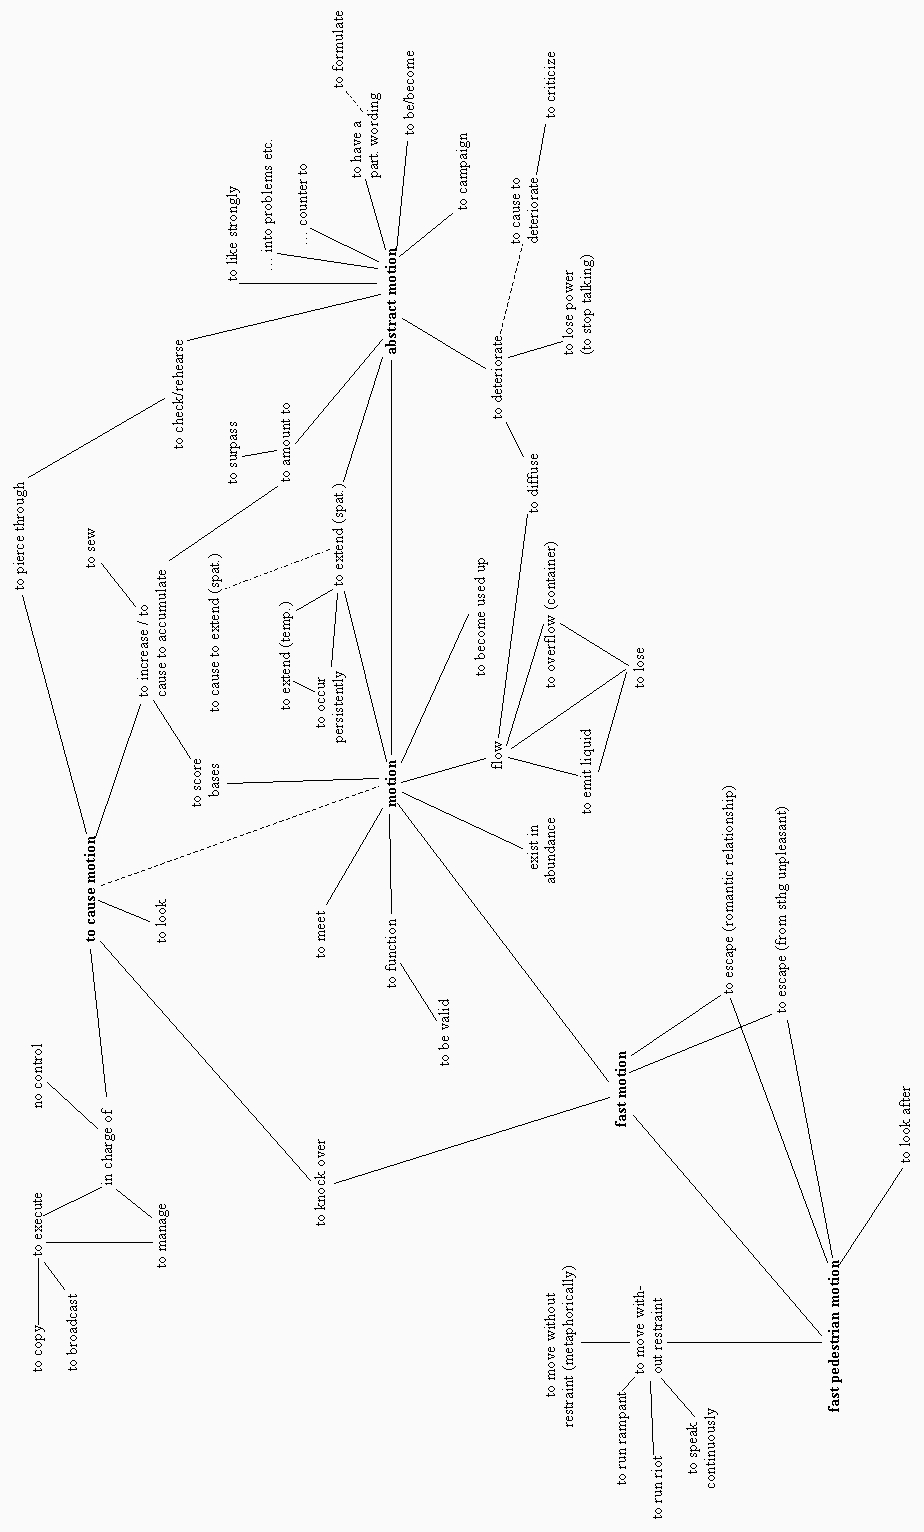 to pierce through
to copy
to execute
no control
to broadcast
to cause motion
to sew
in charge of
to increase / to
cause to accumulate
to manage
to look
to check/rehearse
to score
bases
to cause to extend (spat.)
to surpass
to like strongly
... into problems etc.
to extend (temp.)
to amount to
... counter to
to knock over
to meet
to occur
persistently
to extend (spat.)
to formulate
to have a
part. wording
to function
motion
abstract motion
to be/become
to be valid
to campaign
to become used up
flow
to deteriorate
to cause to
deteriorate
exist in
abundance
to diffuse
to overflow (container)
to criticize
to move without
restraint (metaphorically)
to emit liquid
to lose power
(to stop talking)
fast motion
to run rampant
to move with-
out restraint
to lose
to run riot
to speak
continuously
to escape (romantic relationship)
to escape (from sthg unpleasant)
fast pedestrian motion
to look after